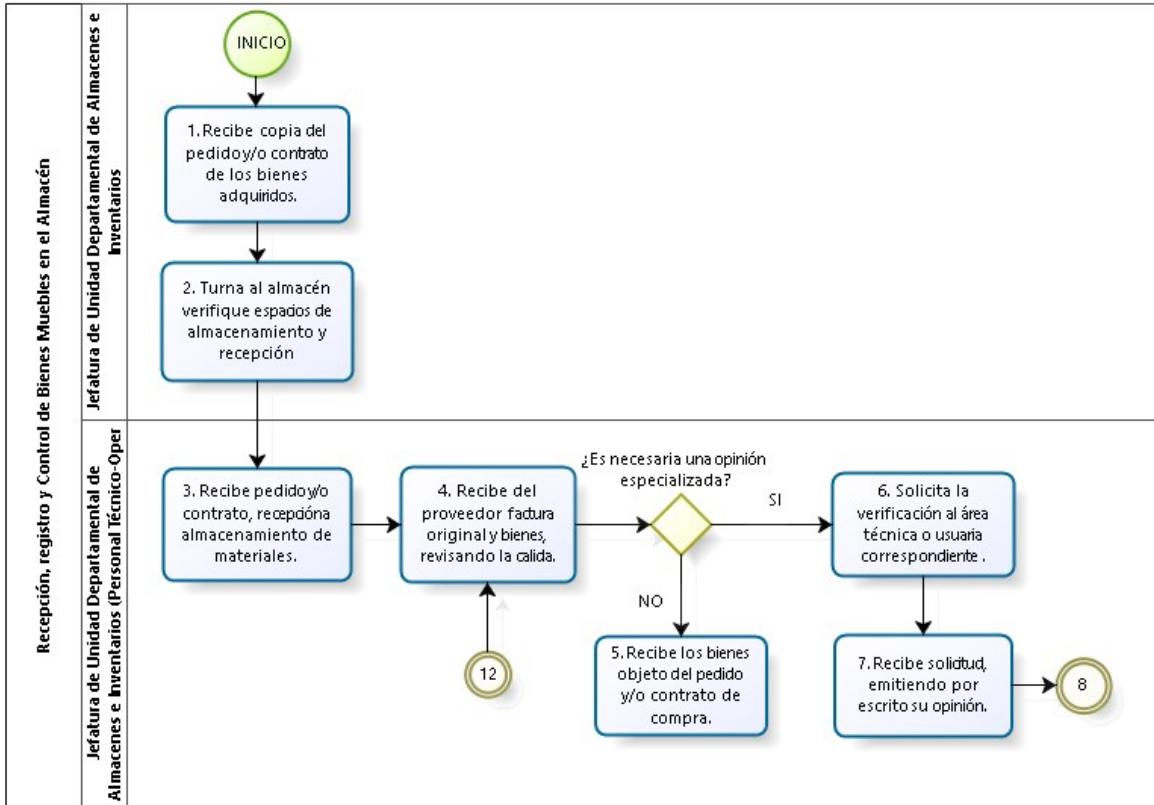 Recepción, registro y Control de Bienes Muebles en el Almacén
Jefatura de Unidad Departamental de Almacenes e
Inventarios
INICIO
1. Recibe copia del
pedido y/o contrato
de los bienes
adquiridos.
2. Turna al almacén
verifique espacios de
almacenamiento y
recepción
Jefatura de Unidad Departamental de
Almacenes e Inventarios (Personal Técnico-Oper
3. Recibe pedido y/o
contrato, recepción a
almacenamiento de
materiales.
4. Recibe del
proveedor factura
original y bienes,
revisando la calida.
¿Es necesaria una opinión
especializada?
SI
6. Solicita la
verificación al área
técnica o usuaria
correspondiente .
NO
12
5. Recibe los bienes
objeto del pedido
y/o contrato de
compra.
7. Recibe solicitud,
emitiendo por
escrito su opinión.
8